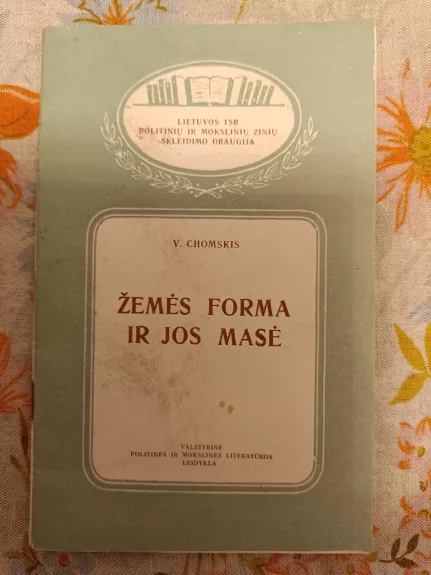 LIETUVOS TSR
POLITINIŲ IR MOKSLINIŲ ŽINIŲ
SKLEIDIMO DRAUGIJA
V. CHOMSKIS
ŽEMĖS FORMA
IR JOS MASĖ
VALSTYBINĖ
POLITINĖS IR MOKSLINĖS LITERATŪROS
LEIDYKLA